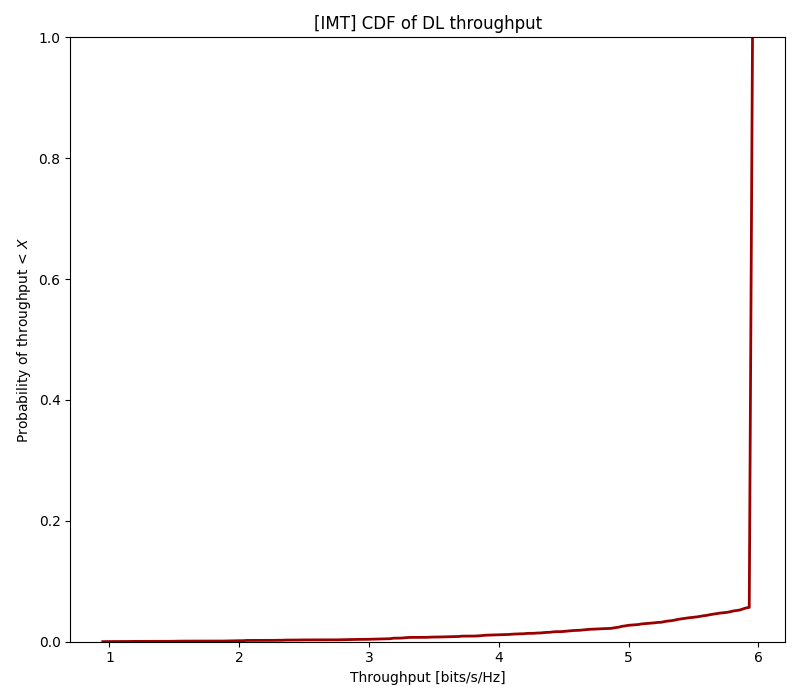 [IMT] CDF of DL throughput
1.0
0.8
0.6
0.4
0.2
0.0
Probability of throughput < X
1 2 3 4 5 6
Throughput [bits/s/Hz]